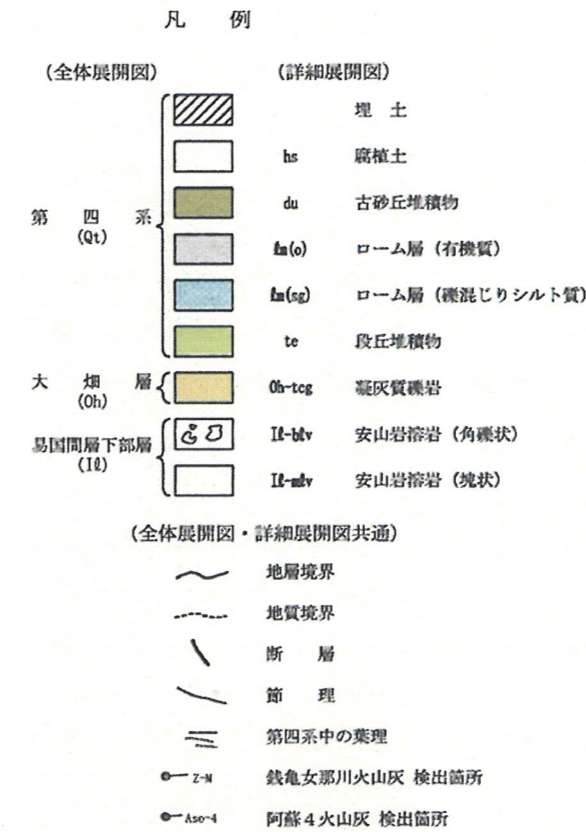 凡 例
(全体展開図) (詳細展開図)
埋 土
hs 腐植土
du 古砂丘堆積物
第 四 系
(Qt)
ℓm(o) ローム層 (有機質)
ℓm(sg) ローム層 (礫混じりシルト質)
te 段丘堆積物
大 畑 層
(Oh)
Oh-tcg 凝灰質礫岩
易国間層下部層
(Iℓ)
Iℓ-bℓv 安山岩溶岩 (角礫状)
Iℓ-mℓv 安山岩溶岩 (塊状)
(全体展開図・詳細展開図共通)
地層境界
地質境界
断 層
節 理
第四系中の葉理
Z-M 銭亀女那川火山灰 検出箇所
Aso-4 阿蘇4火山灰 検出箇所